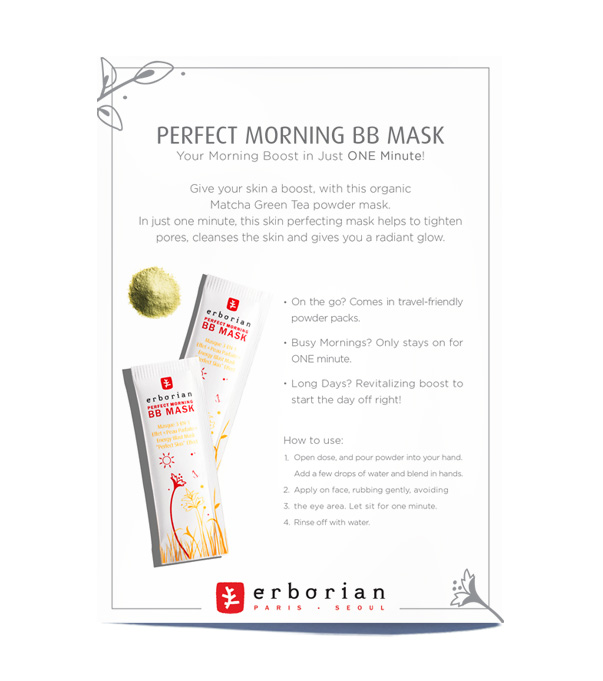 PERFECT MORNING BB MASK
Your Morning Boost in Just ONE Minute!
Give your skin a boost, with this organic
Matcha Green Tea powder mask.
In just one minute, this skin perfecting mask helps to tighten
pores, cleanses the skin and gives you a radiant glow.
erborian
PERFECT MORNING
BB MASK
erborian
PERFECT MORNING
BB MASK
• On the go? Comes in travel-friendly
powder packs.
• Busy Mornings? Only stays on for
ONE minute.
• Long Days? Revitalizing boost to
start the day off right!
How to use:
1. Open dose, and pour powder into your hand.
Add a few drops of water and blend in hands.
2. Apply on face, rubbing gently, avoiding
3. the eye area. Let sit for one minute.
4. Rinse off with water.
erborian
PARIS • SEOUL